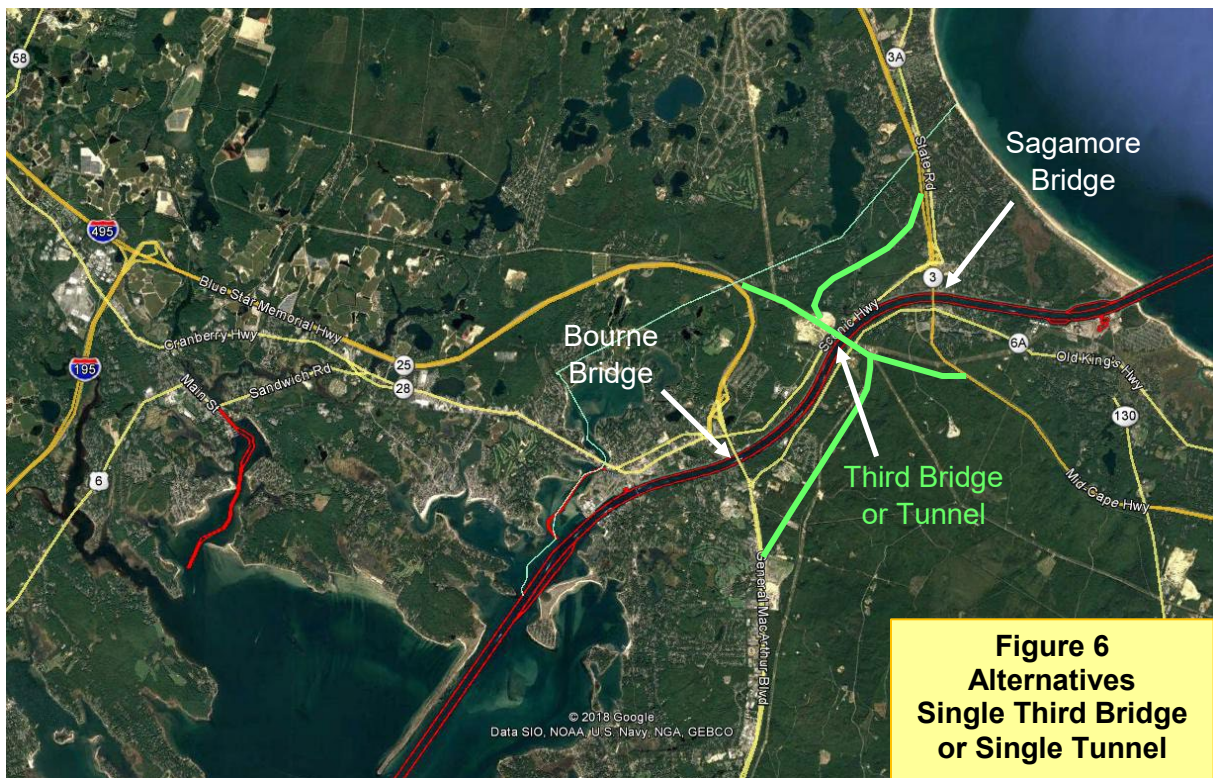 58
3A
State Rd
Sagamore
Bridge
495
3
Blue Star Memorial Hwy
Cranberry Hwy
Scenic Hwy
Bourne
Bridge
6A
Old King's Hwy
195
25
Main St
Sandwich Rd
28
130
6
Third Bridge
or Tunnel
Mid Cape Hwy
General MacArthur Blvd
© 2018 Google
Data SIO, NOAA, U.S. Navy, NGA, GEBCO
Figure 6
Alternatives
Single Third Bridge
or Single Tunnel